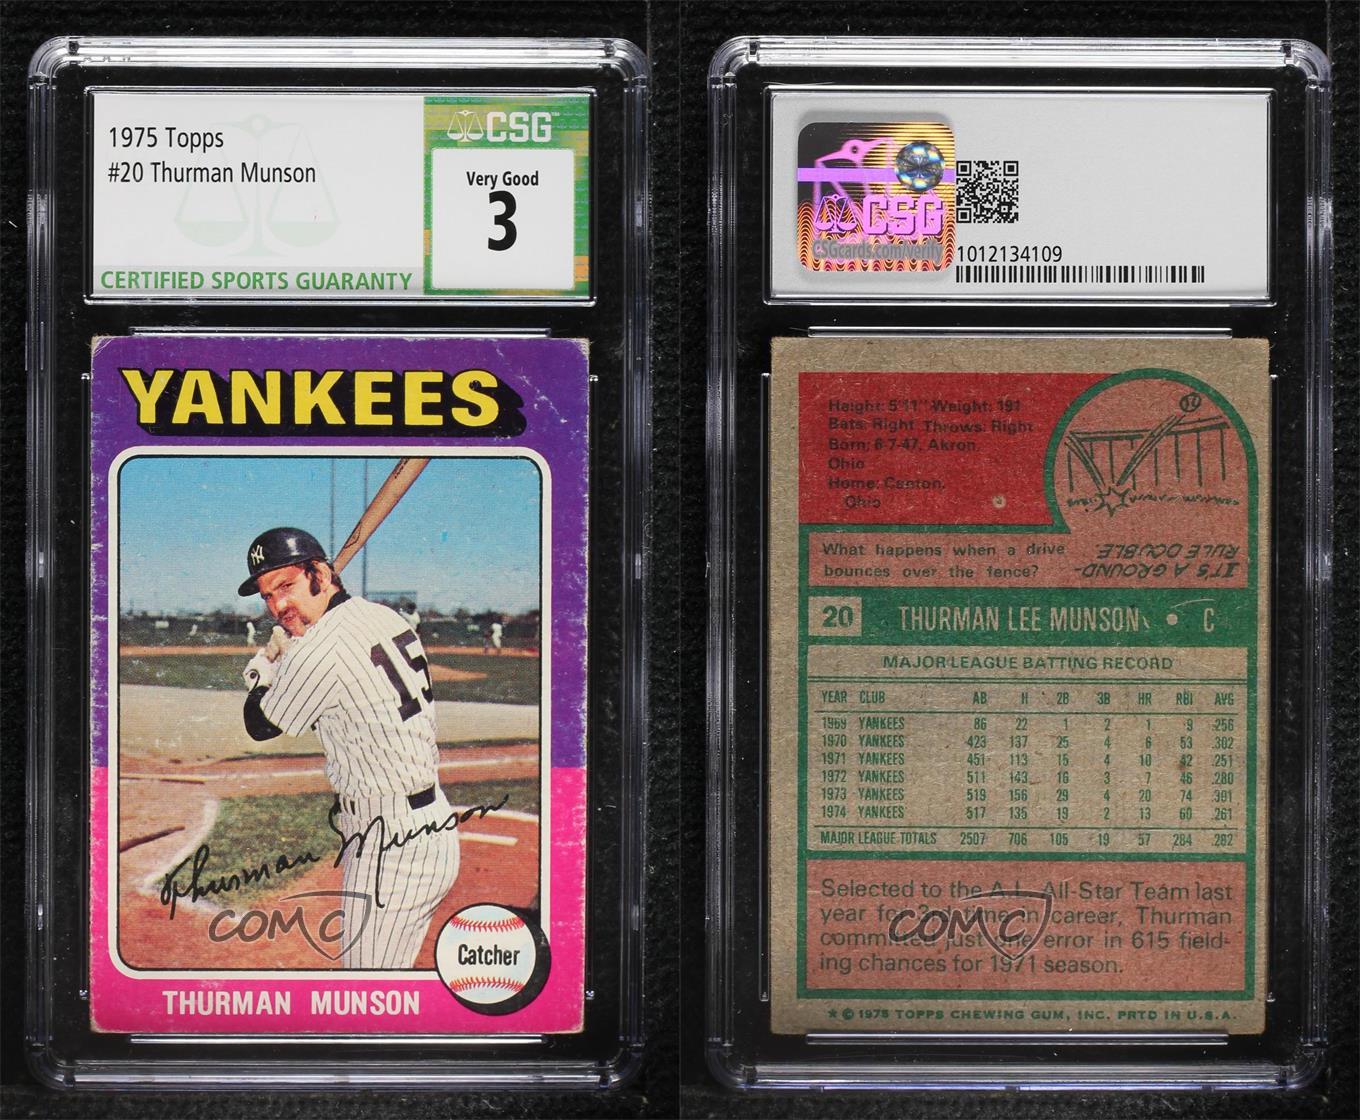 1975 Topps
#20 Thurman Munson
CERTIFIED SPORTS GUARANTY
CSG
Very Good
3
YANKEES
NY
15
Thurman Munson
COMC
Catcher
THURMAN MUNSON
CSG
CSGcards.com/verify
1012134109
Height: 5'11" Weight: 191
Bats: Right Throws: Right
Born: 6-7-47, Akron,
Ohio
Home: Canton,
Ohio
What happens when a drive
bounces over the fence?
IT'S A GROUND-
RULE DOUBLE
20 THURMAN LEE MUNSON • C
MAJOR LEAGUE BATTING RECORD
YEAR CLUB AB H 2B 3B HR RBI AVG
1969 YANKEES 86 22 1 2 1 9 .256
1970 YANKEES 423 137 25 4 6 53 .302
1971 YANKEES 451 113 15 4 10 42 .251
1972 YANKEES 511 143 16 3 7 46 .280
1973 YANKEES 519 156 29 4 20 74 .301
1974 YANKEES 517 135 19 2 13 60 .261
MAJOR LEAGUE TOTALS 2507 706 105 19 57 284 .282
Selected to the A.L. All-Star Team last
year for 3rd time in career, Thurman
committed just one error in 615 field-
ing chances for 1971 season.
COMC
* © 1975 TOPPS CHEWING GUM, INC. PRTD IN U.S.A.